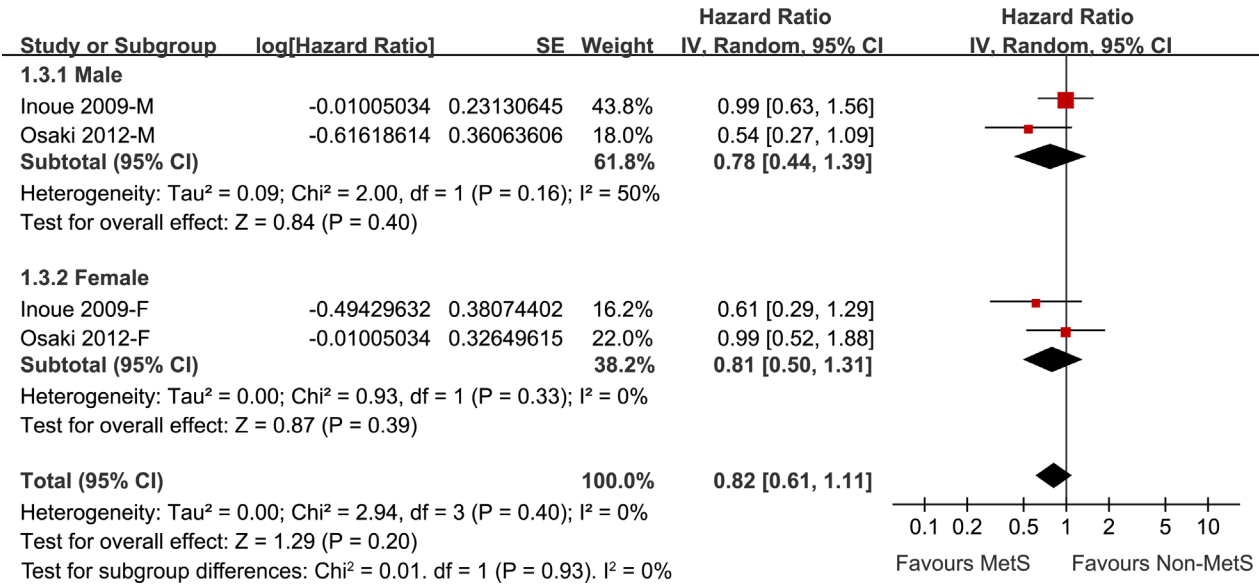 Hazard Ratio Hazard Ratio
Study or Subgroup log[Hazard Ratio] SE Weight IV, Random, 95% CI IV, Random, 95% CI
1.3.1 Male
Inoue 2009-M -0.01005034 0.23130645 43.8% 0.99 [0.63, 1.56]
Osaki 2012-M -0.61618614 0.36063606 18.0% 0.54 [0.27, 1.09]
Subtotal (95% CI) 61.8% 0.78 [0.44, 1.39]
Heterogeneity: Tau² = 0.09; Chi² = 2.00, df = 1 (P = 0.16); I² = 50%
Test for overall effect: Z = 0.84 (P = 0.40)
1.3.2 Female
Inoue 2009-F -0.49429632 0.38074402 16.2% 0.61 [0.29, 1.29]
Osaki 2012-F -0.01005034 0.32649615 22.0% 0.99 [0.52, 1.88]
Subtotal (95% CI) 38.2% 0.81 [0.50, 1.31]
Heterogeneity: Tau² = 0.00; Chi² = 0.93, df = 1 (P = 0.33); I² = 0%
Test for overall effect: Z = 0.87 (P = 0.39)
Total (95% CI) 100.0% 0.82 [0.61, 1.11]
Heterogeneity: Tau² = 0.00; Chi² = 2.94, df = 3 (P = 0.40); I² = 0%
Test for overall effect: Z = 1.29 (P = 0.20)
Test for subgroup differences: Chi² = 0.01. df = 1 (P = 0.93). I² = 0%
0.1 0.2 0.5 1 2 5 10
Favours MetS Favours Non-MetS